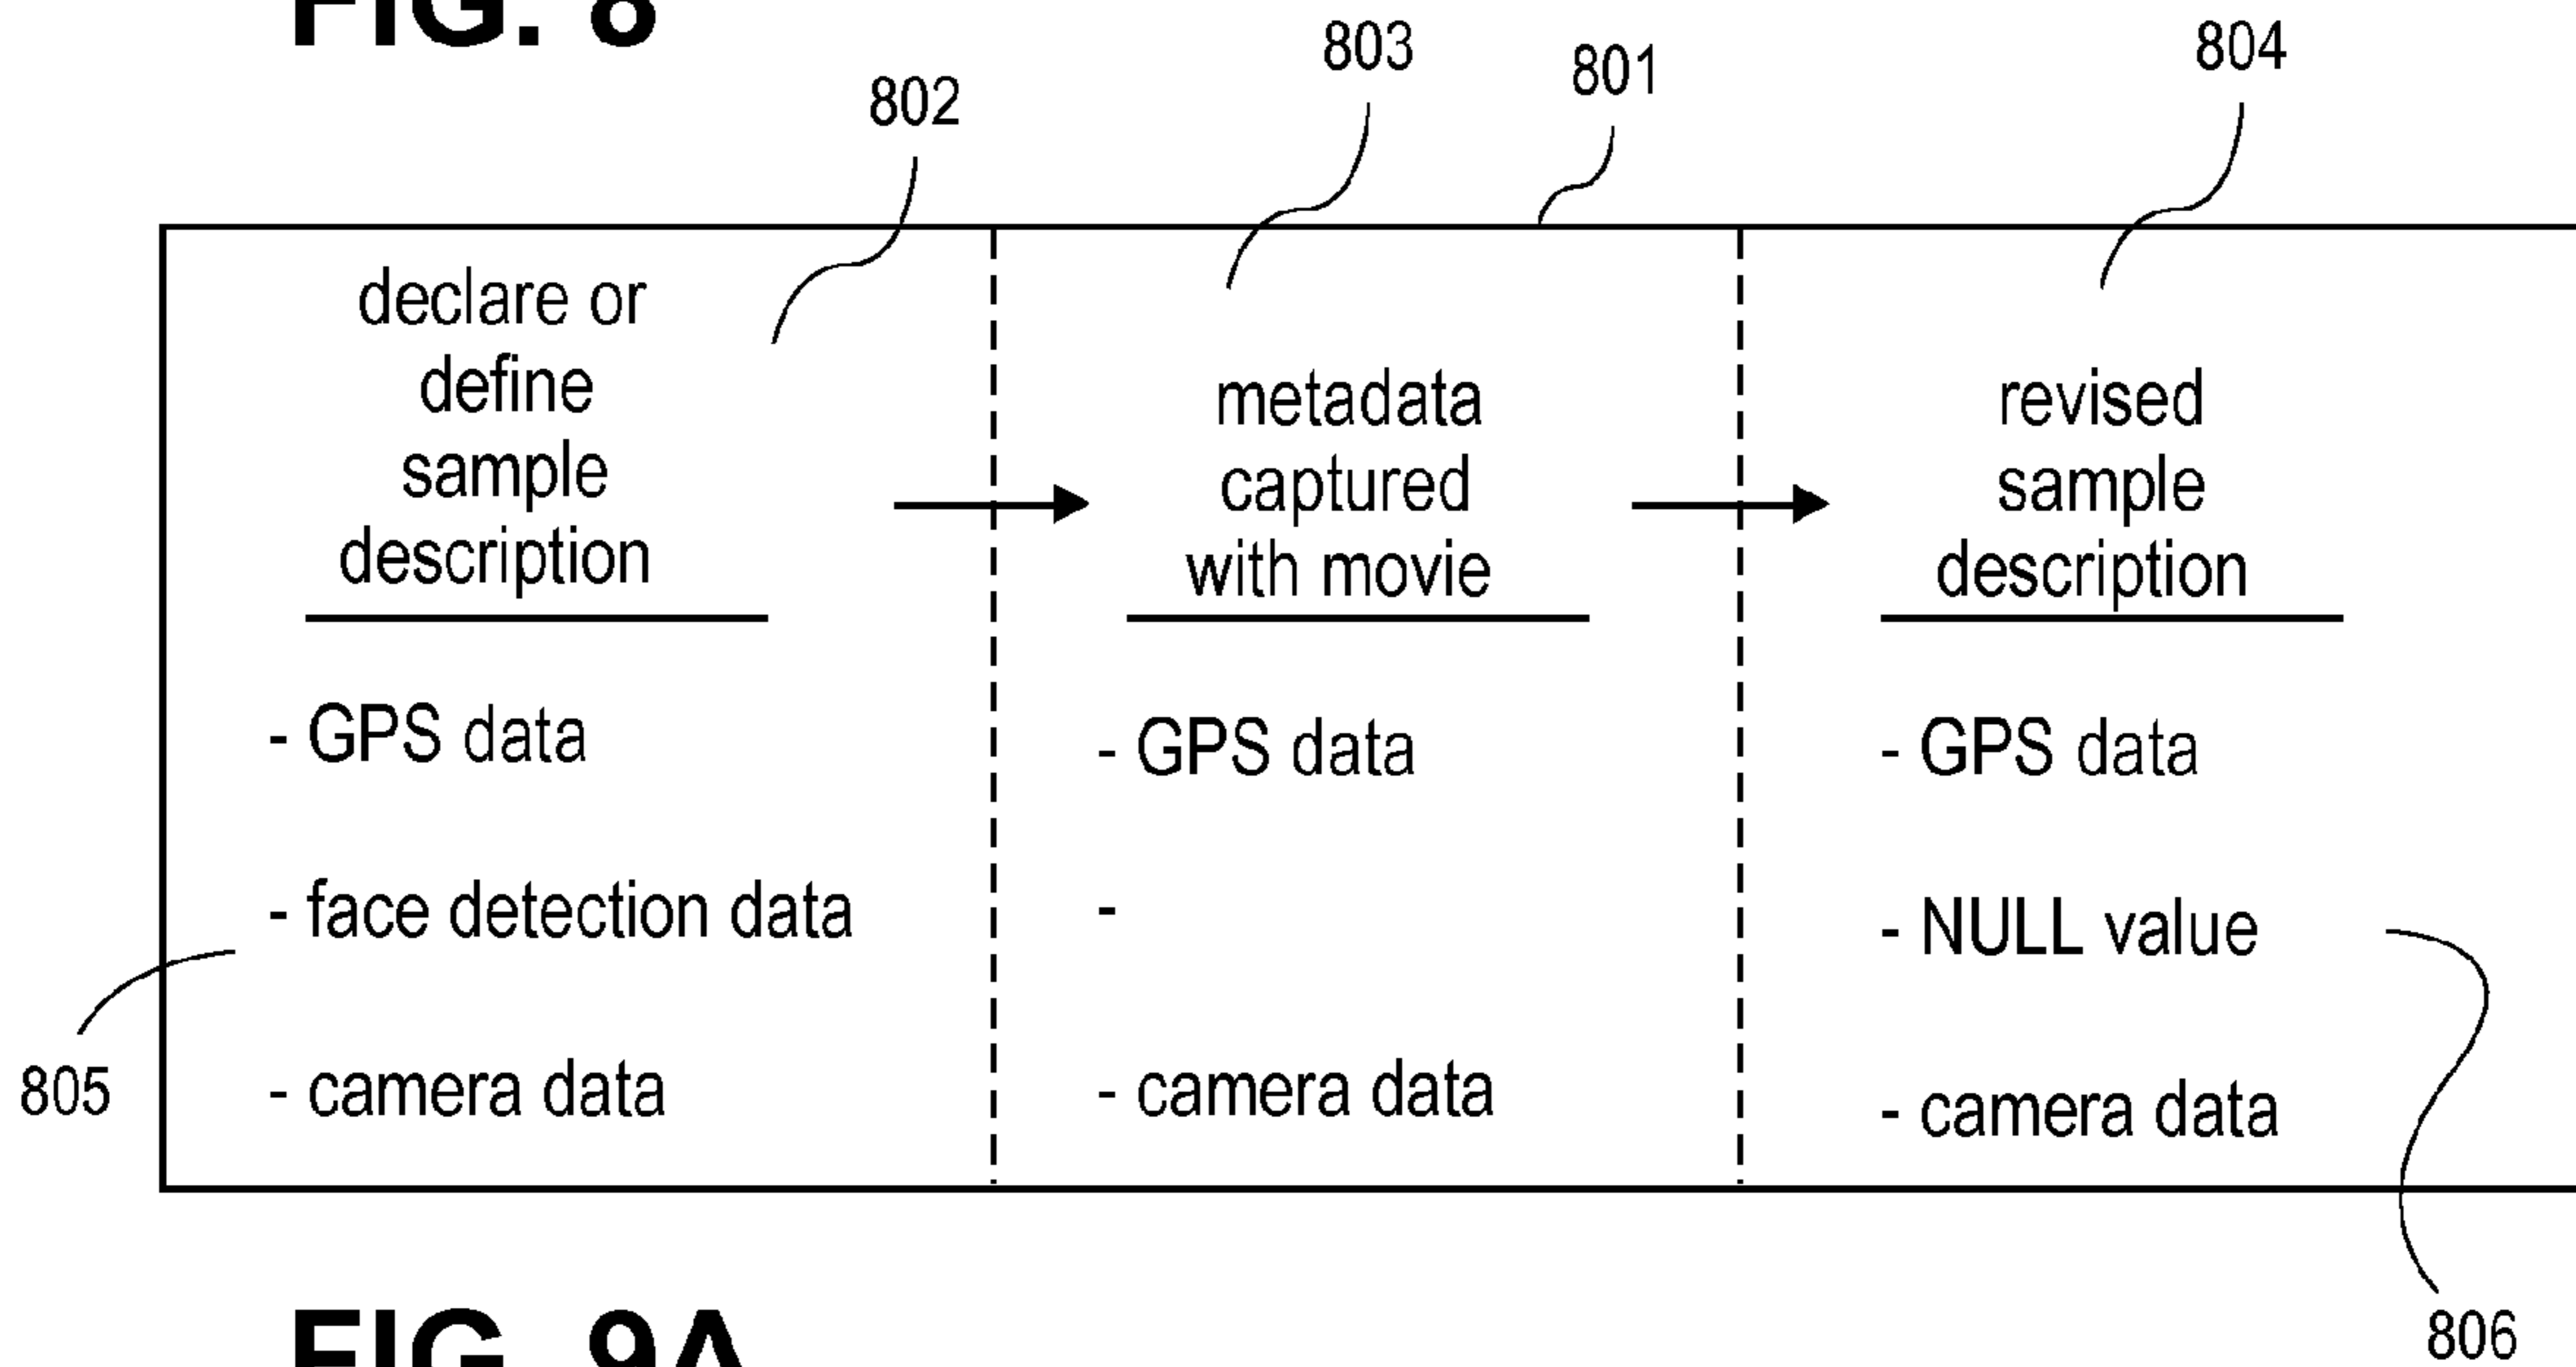 FIG. 8
802
803
801
804
declare or
define
sample
description
metadata
captured
with movie
revised
sample
description
- GPS data
- face detection data
- camera data
- GPS data
-
- camera data
- GPS data
- NULL value
- camera data
805
806
FIG. 9A